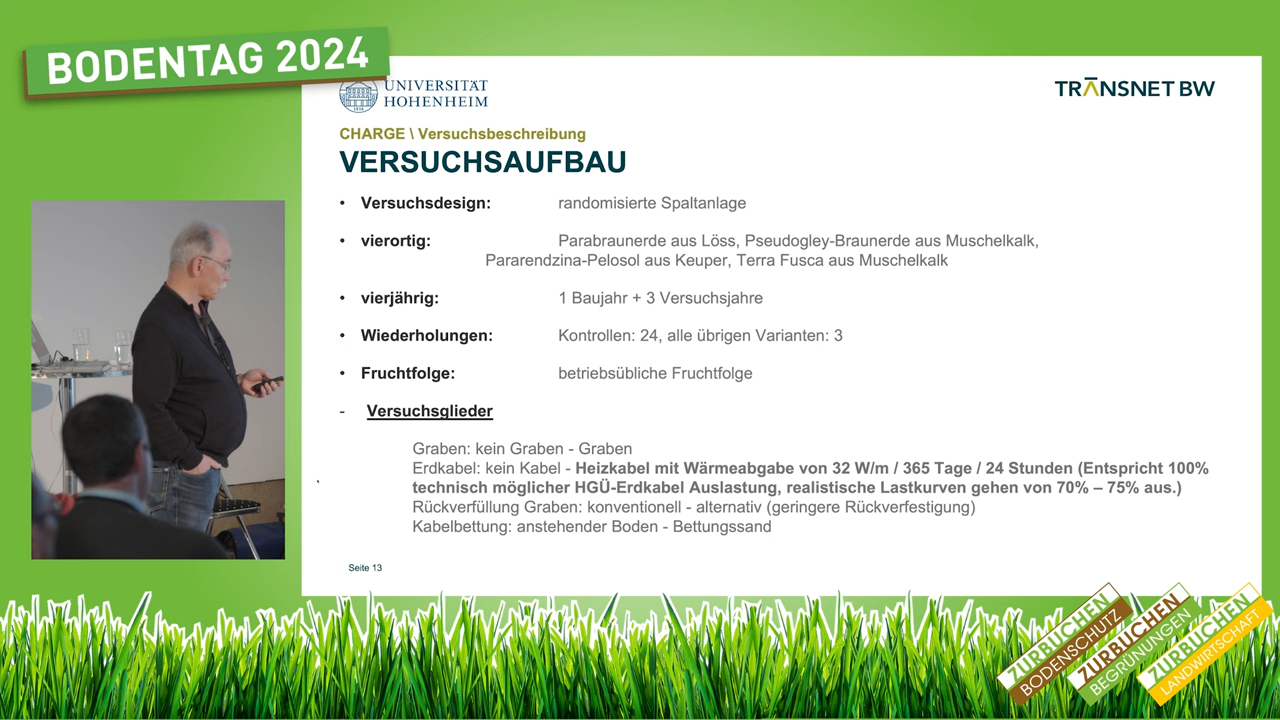 BODENTAG 2024
UNIVERSITÄT
HOHENHEIM
TRANSNET BW
CHARGE \ Versuchsbeschreibung
VERSUCHSAUFBAU
• Versuchsdesign: randomisierte Spaltanlage
• vierortig: Parabraunerde aus Löss, Pseudogley-Braunerde aus Muschelkalk,
Pararendzina-Pelosol aus Keuper, Terra Fusca aus Muschelkalk
• vierjährig: 1 Baujahr + 3 Versuchsjahre
• Wiederholungen: Kontrollen: 24, alle übrigen Varianten: 3
• Fruchtfolge: betriebsübliche Fruchtfolge
- Versuchsglieder
Graben: kein Graben - Graben
Erdkabel: kein Kabel - Heizkabel mit Wärmeabgabe von 32 W/m / 365 Tage / 24 Stunden (Entspricht 100%
technisch möglicher HGÜ-Erdkabel Auslastung, realistische Lastkurven gehen von 70% – 75% aus.)
Rückverfüllung Graben: konventionell - alternativ (geringere Rückverfestigung)
Kabelbettung: anstehender Boden - Bettungssand
Seite 13
ZURBUCHEN
BODENSCHUTZ
ZURBUCHEN
BEGRÜNUNGEN
ZURBUCHEN
LANDWIRTSCHAFT